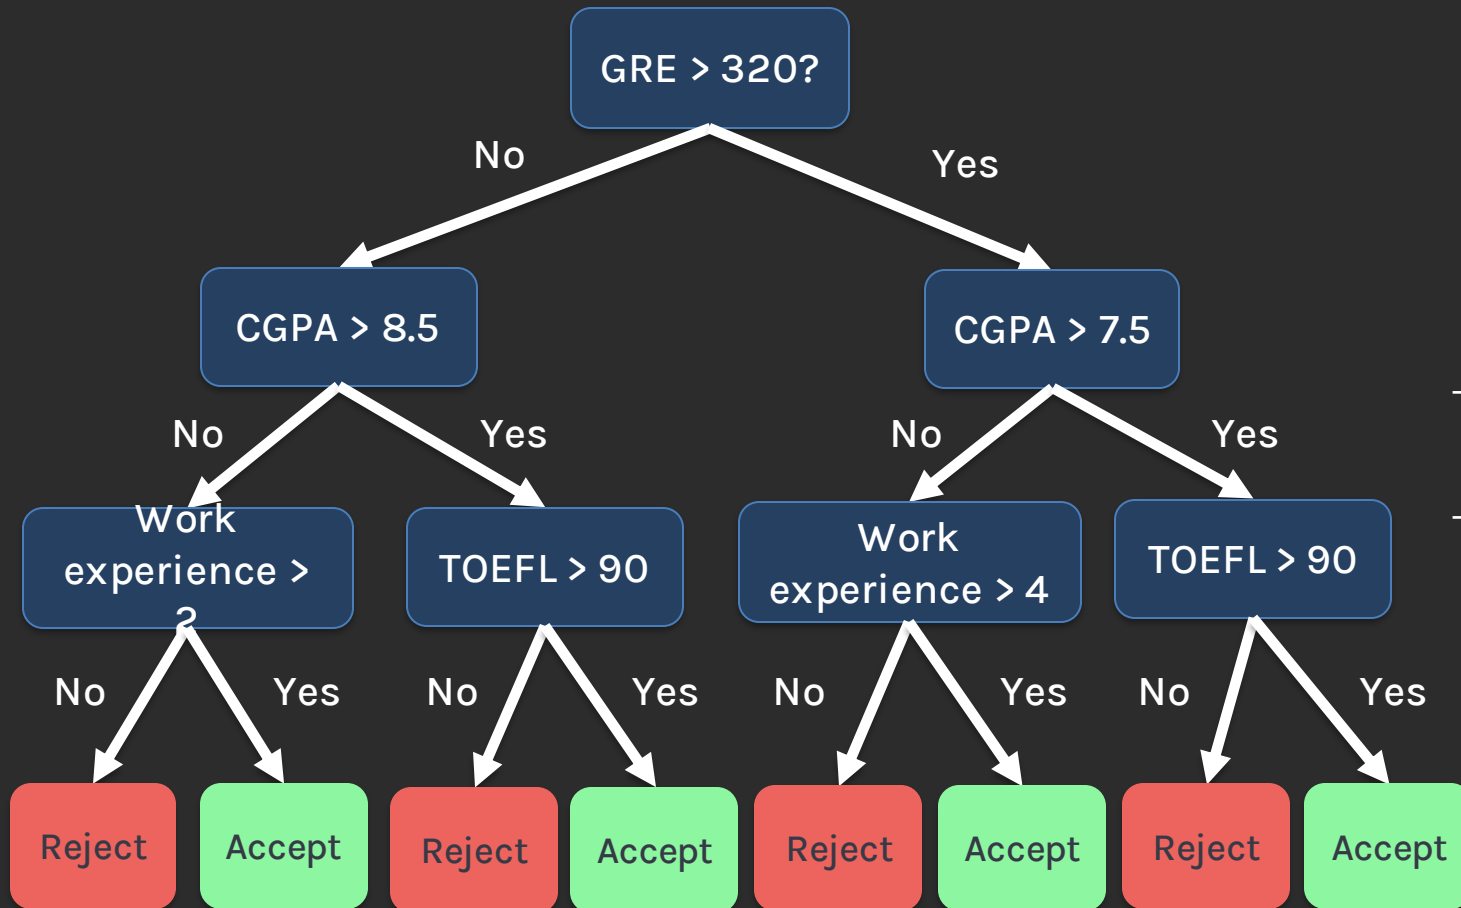 GRE > 320?
No
Yes
CGPA > 8.5
CGPA > 7.5
No
Yes
No
Yes
Work
experience >
2
TOEFL > 90
Work
experience > 4
TOEFL > 90
No
Yes
No
Yes
No
Yes
No
Yes
Reject
Accept
Reject
Accept
Reject
Accept
Reject
Accept